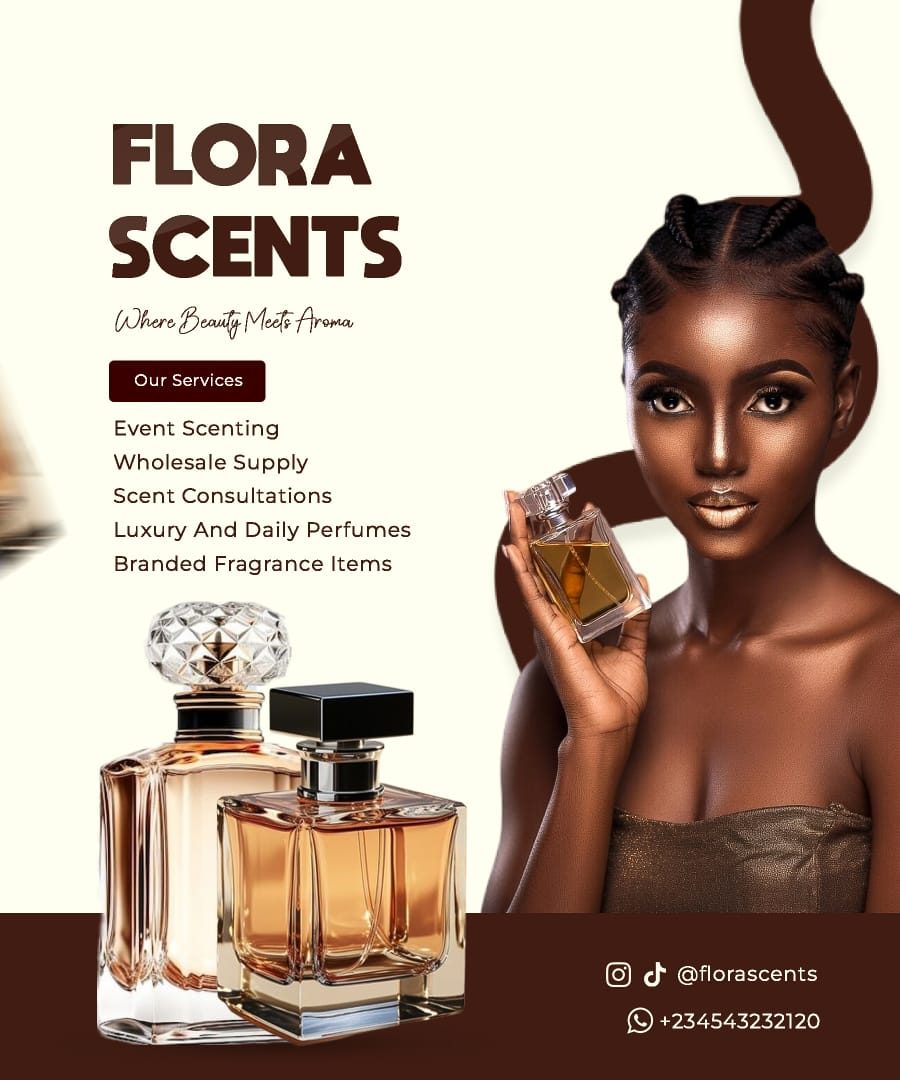 FLORA
SCENTS
Where Beauty Meets Aroma
Our Services
Event Scenting
Wholesale Supply
Scent Consultations
Luxury And Daily Perfumes
Branded Fragrance Items
@florascents
+234543232120